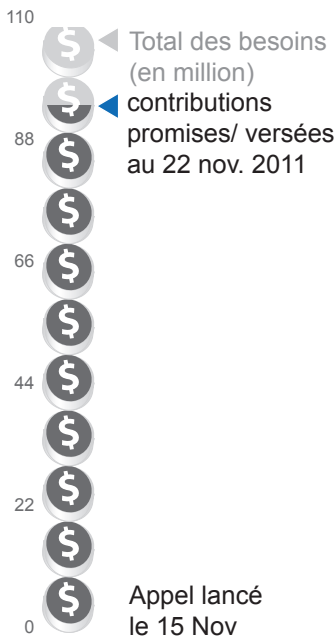 110
$
Total des besoins
(en million)
$
contributions
promises/ versées
au 22 nov. 2011
88
$
$
66
$
$
44
$
$
22
$
$
$
Appel lancé
le 15 Nov
0